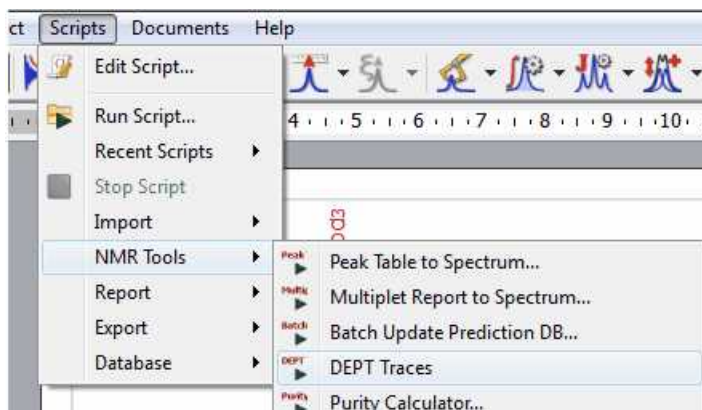 ct Scripts Documents Help
Edit Script...
Run Script...
4 5 6 7 8 9 10
Recent Scripts
Stop Script
Import
od3
NMR Tools
Peak Peak Table to Spectrum...
Report
Multip Multiplet Report to Spectrum...
Export
Batch Batch Update Prediction DB...
Database
DEPT DEPT Traces
Purity Purity Calculator...